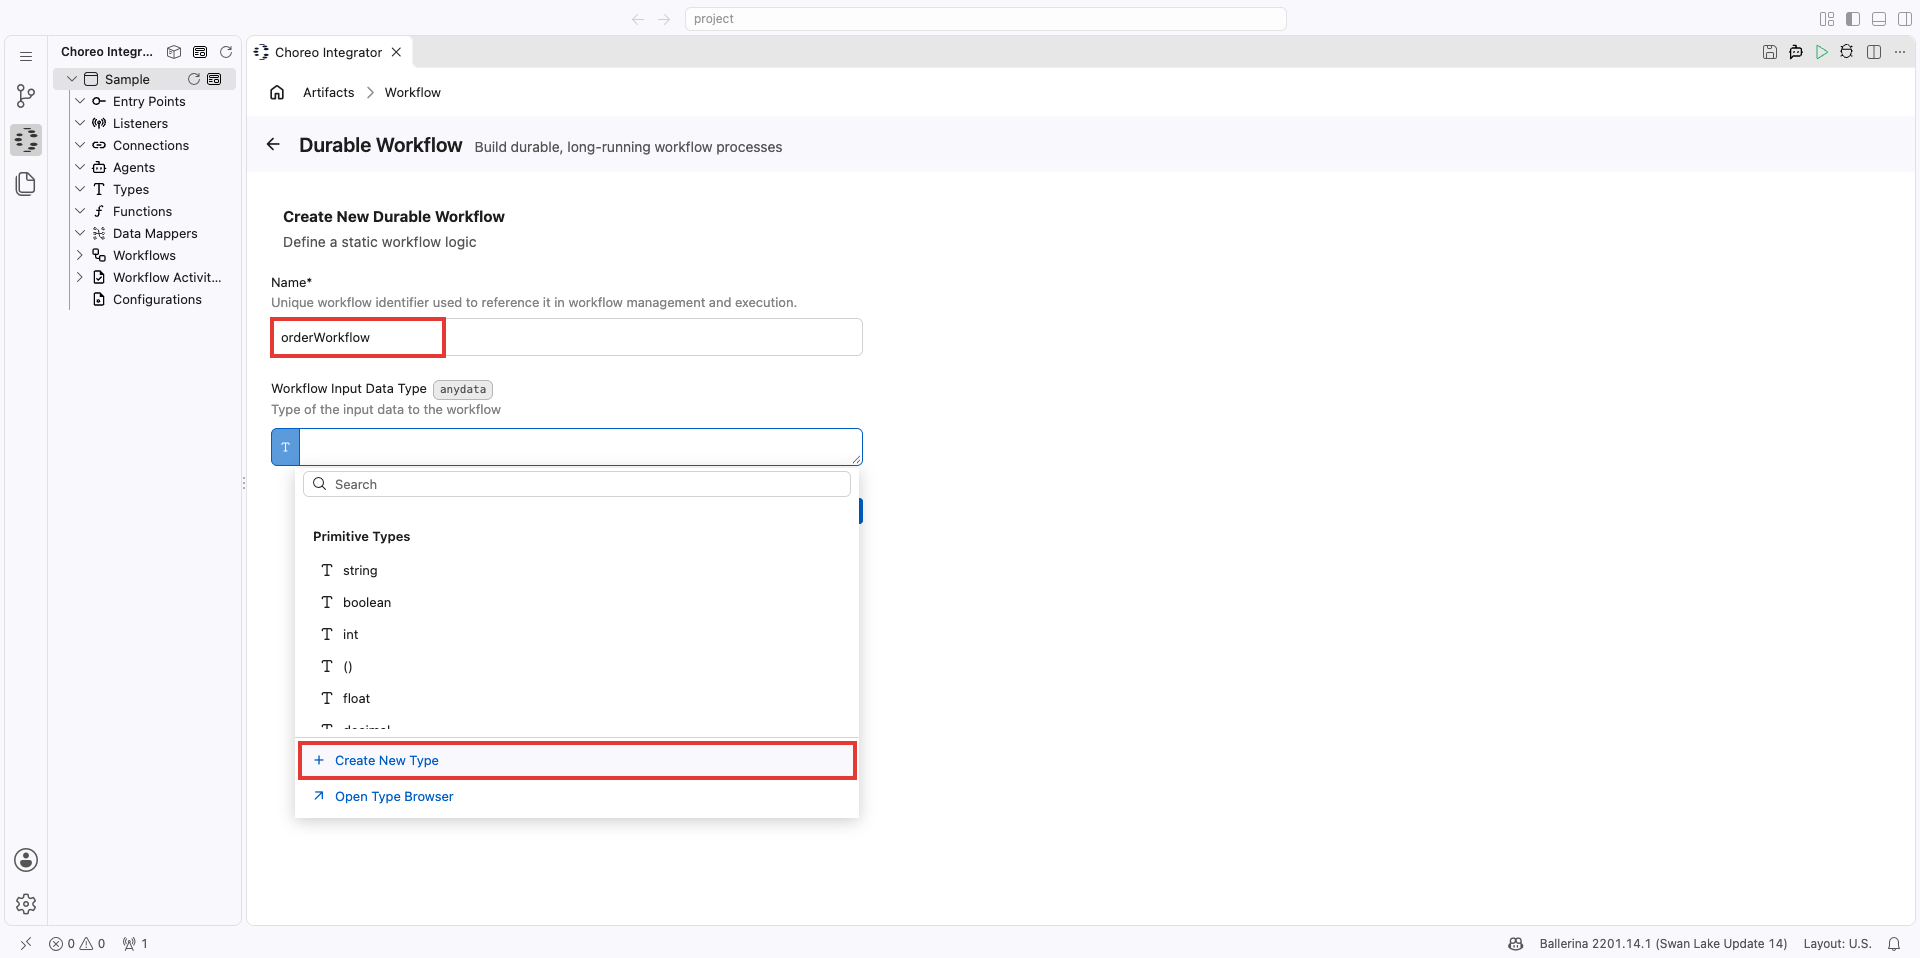 project
Choreo Integr...
Choreo Integrator
Sample
Entry Points
Listeners
Connections
Agents
Types
Functions
Data Mappers
Workflows
Workflow Activit...
Configurations
Artifacts > Workflow
Durable Workflow Build durable, long-running workflow processes
Create New Durable Workflow
Define a static workflow logic
Name*
Unique workflow identifier used to reference it in workflow management and execution.
orderWorkflow
Workflow Input Data Type anydata
Type of the input data to the workflow
T
Search
Primitive Types
T string
T boolean
T int
T ()
T float
T decimal
+ Create New Type
Open Type Browser
0 0 1
Ballerina 2201.14.1 (Swan Lake Update 14) Layout: U.S.